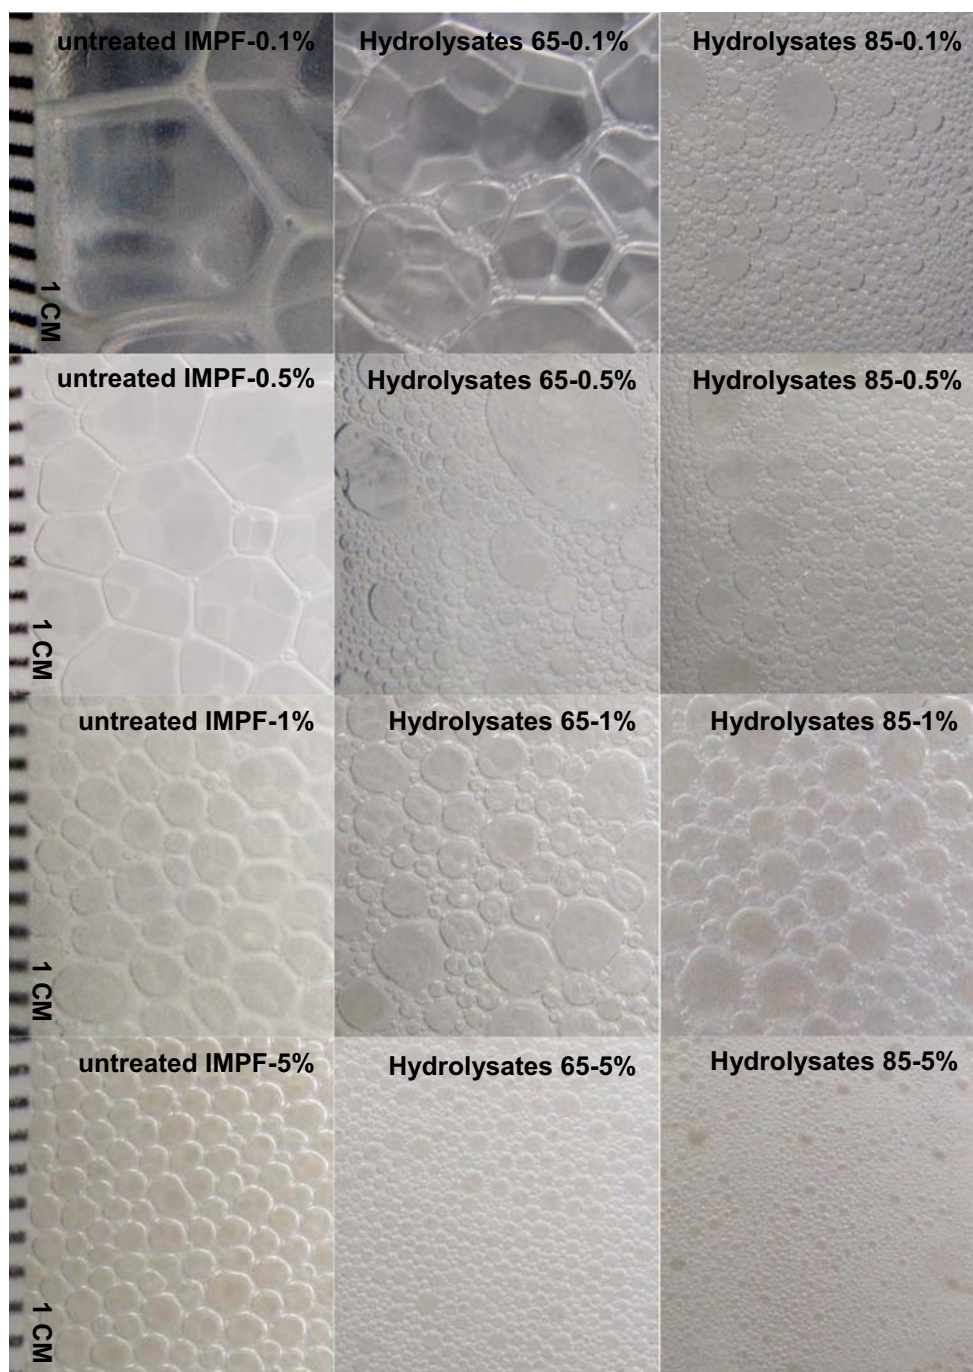 untreated IMPF-0.1%
Hydrolysates 65-0.1%
Hydrolysates 85-0.1%
1 CM
untreated IMPF-0.5%
Hydrolysates 65-0.5%
Hydrolysates 85-0.5%
1 CM
untreated IMPF-1%
Hydrolysates 65-1%
Hydrolysates 85-1%
1 CM
untreated IMPF-5%
Hydrolysates 65-5%
Hydrolysates 85-5%
1 CM